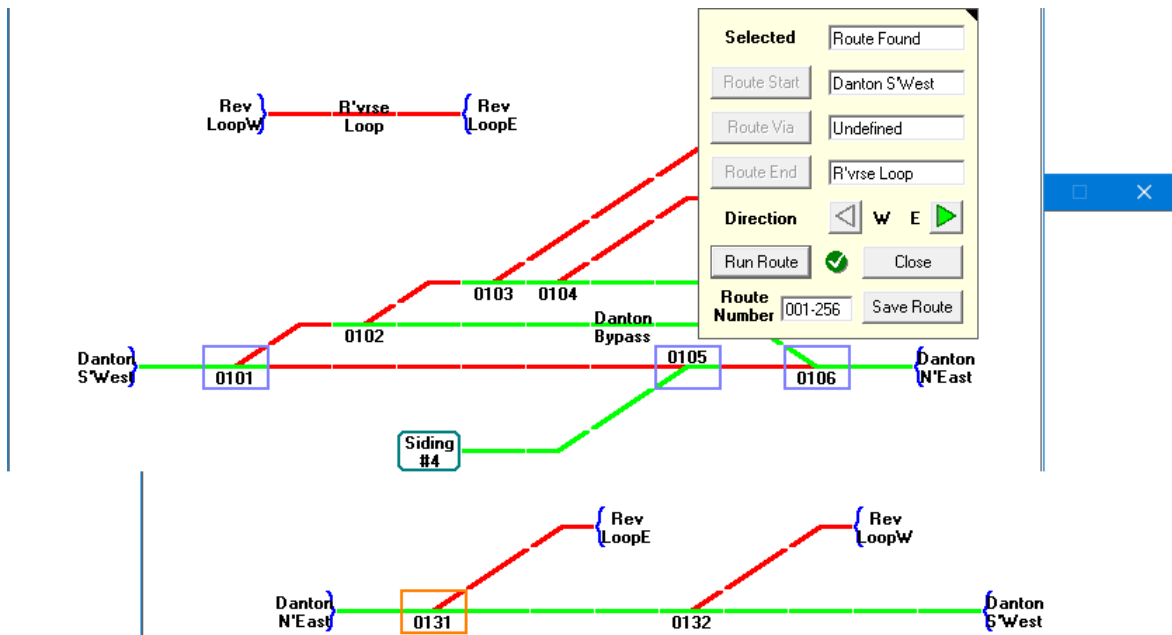 Selected
Route Found
Route Start
Danton S'West
Route Via
Undefined
Route End
R'vrse Loop
Direction
W E
Run Route
Close
Route
Number
001-256
Save Route
Rev
LoopW
R'vrse
Loop
Rev
LoopE
0103
0104
0102
Danton
Bypass
Danton
S'West
0101
0105
0106
Danton
N'East
Siding
#4
Rev
LoopE
Rev
LoopW
Danton
N'East
0131
0132
Danton
S'West